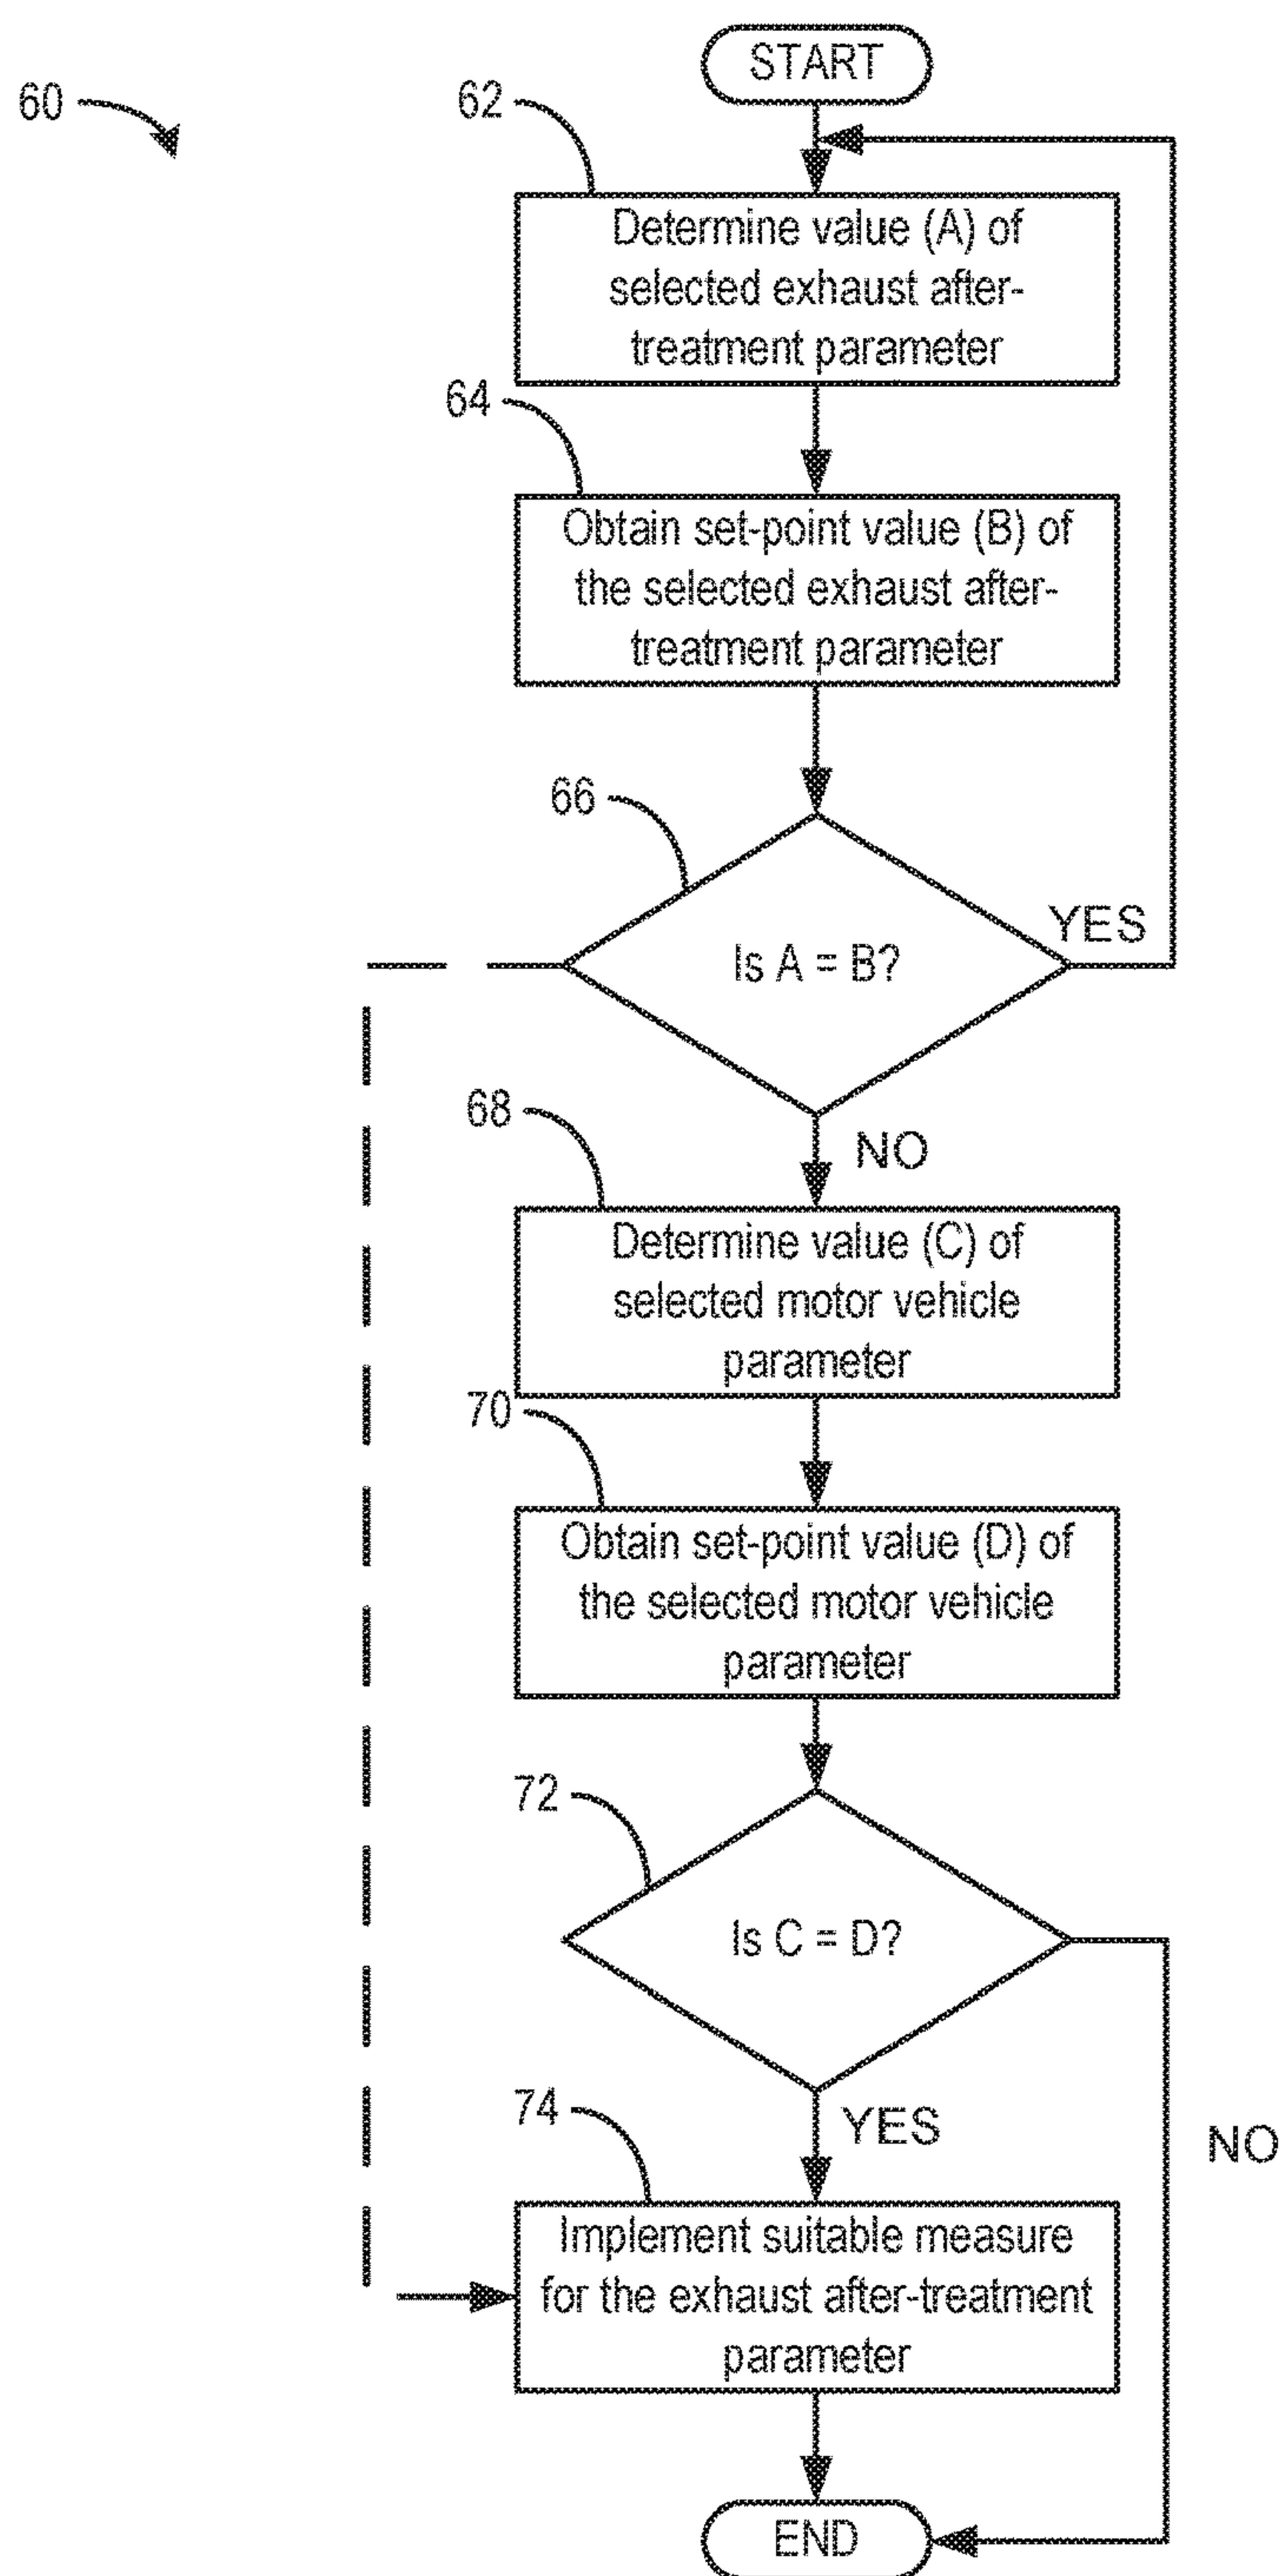 START
60
62
Determine value (A) of
selected exhaust after-
treatment parameter
64
Obtain set-point value (B) of
the selected exhaust after-
treatment parameter
66
YES
Is A = B?
68
NO
Determine value (C) of
selected motor vehicle
parameter
70
Obtain set-point value (D) of
the selected motor vehicle
parameter
72
Is C = D?
74
YES
NO
Implement suitable measure
for the exhaust after-treatment
parameter
END